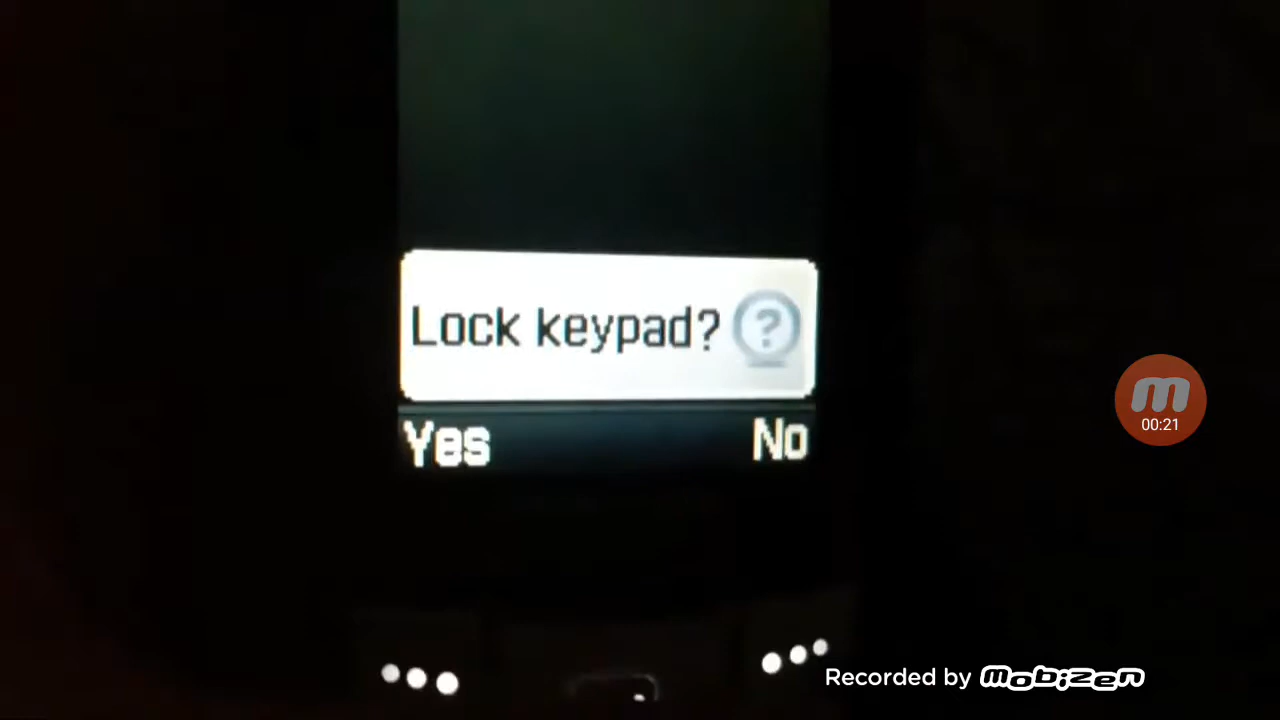 Lock keypad? ?
Yes No
m
00:21
Recorded by mobizen